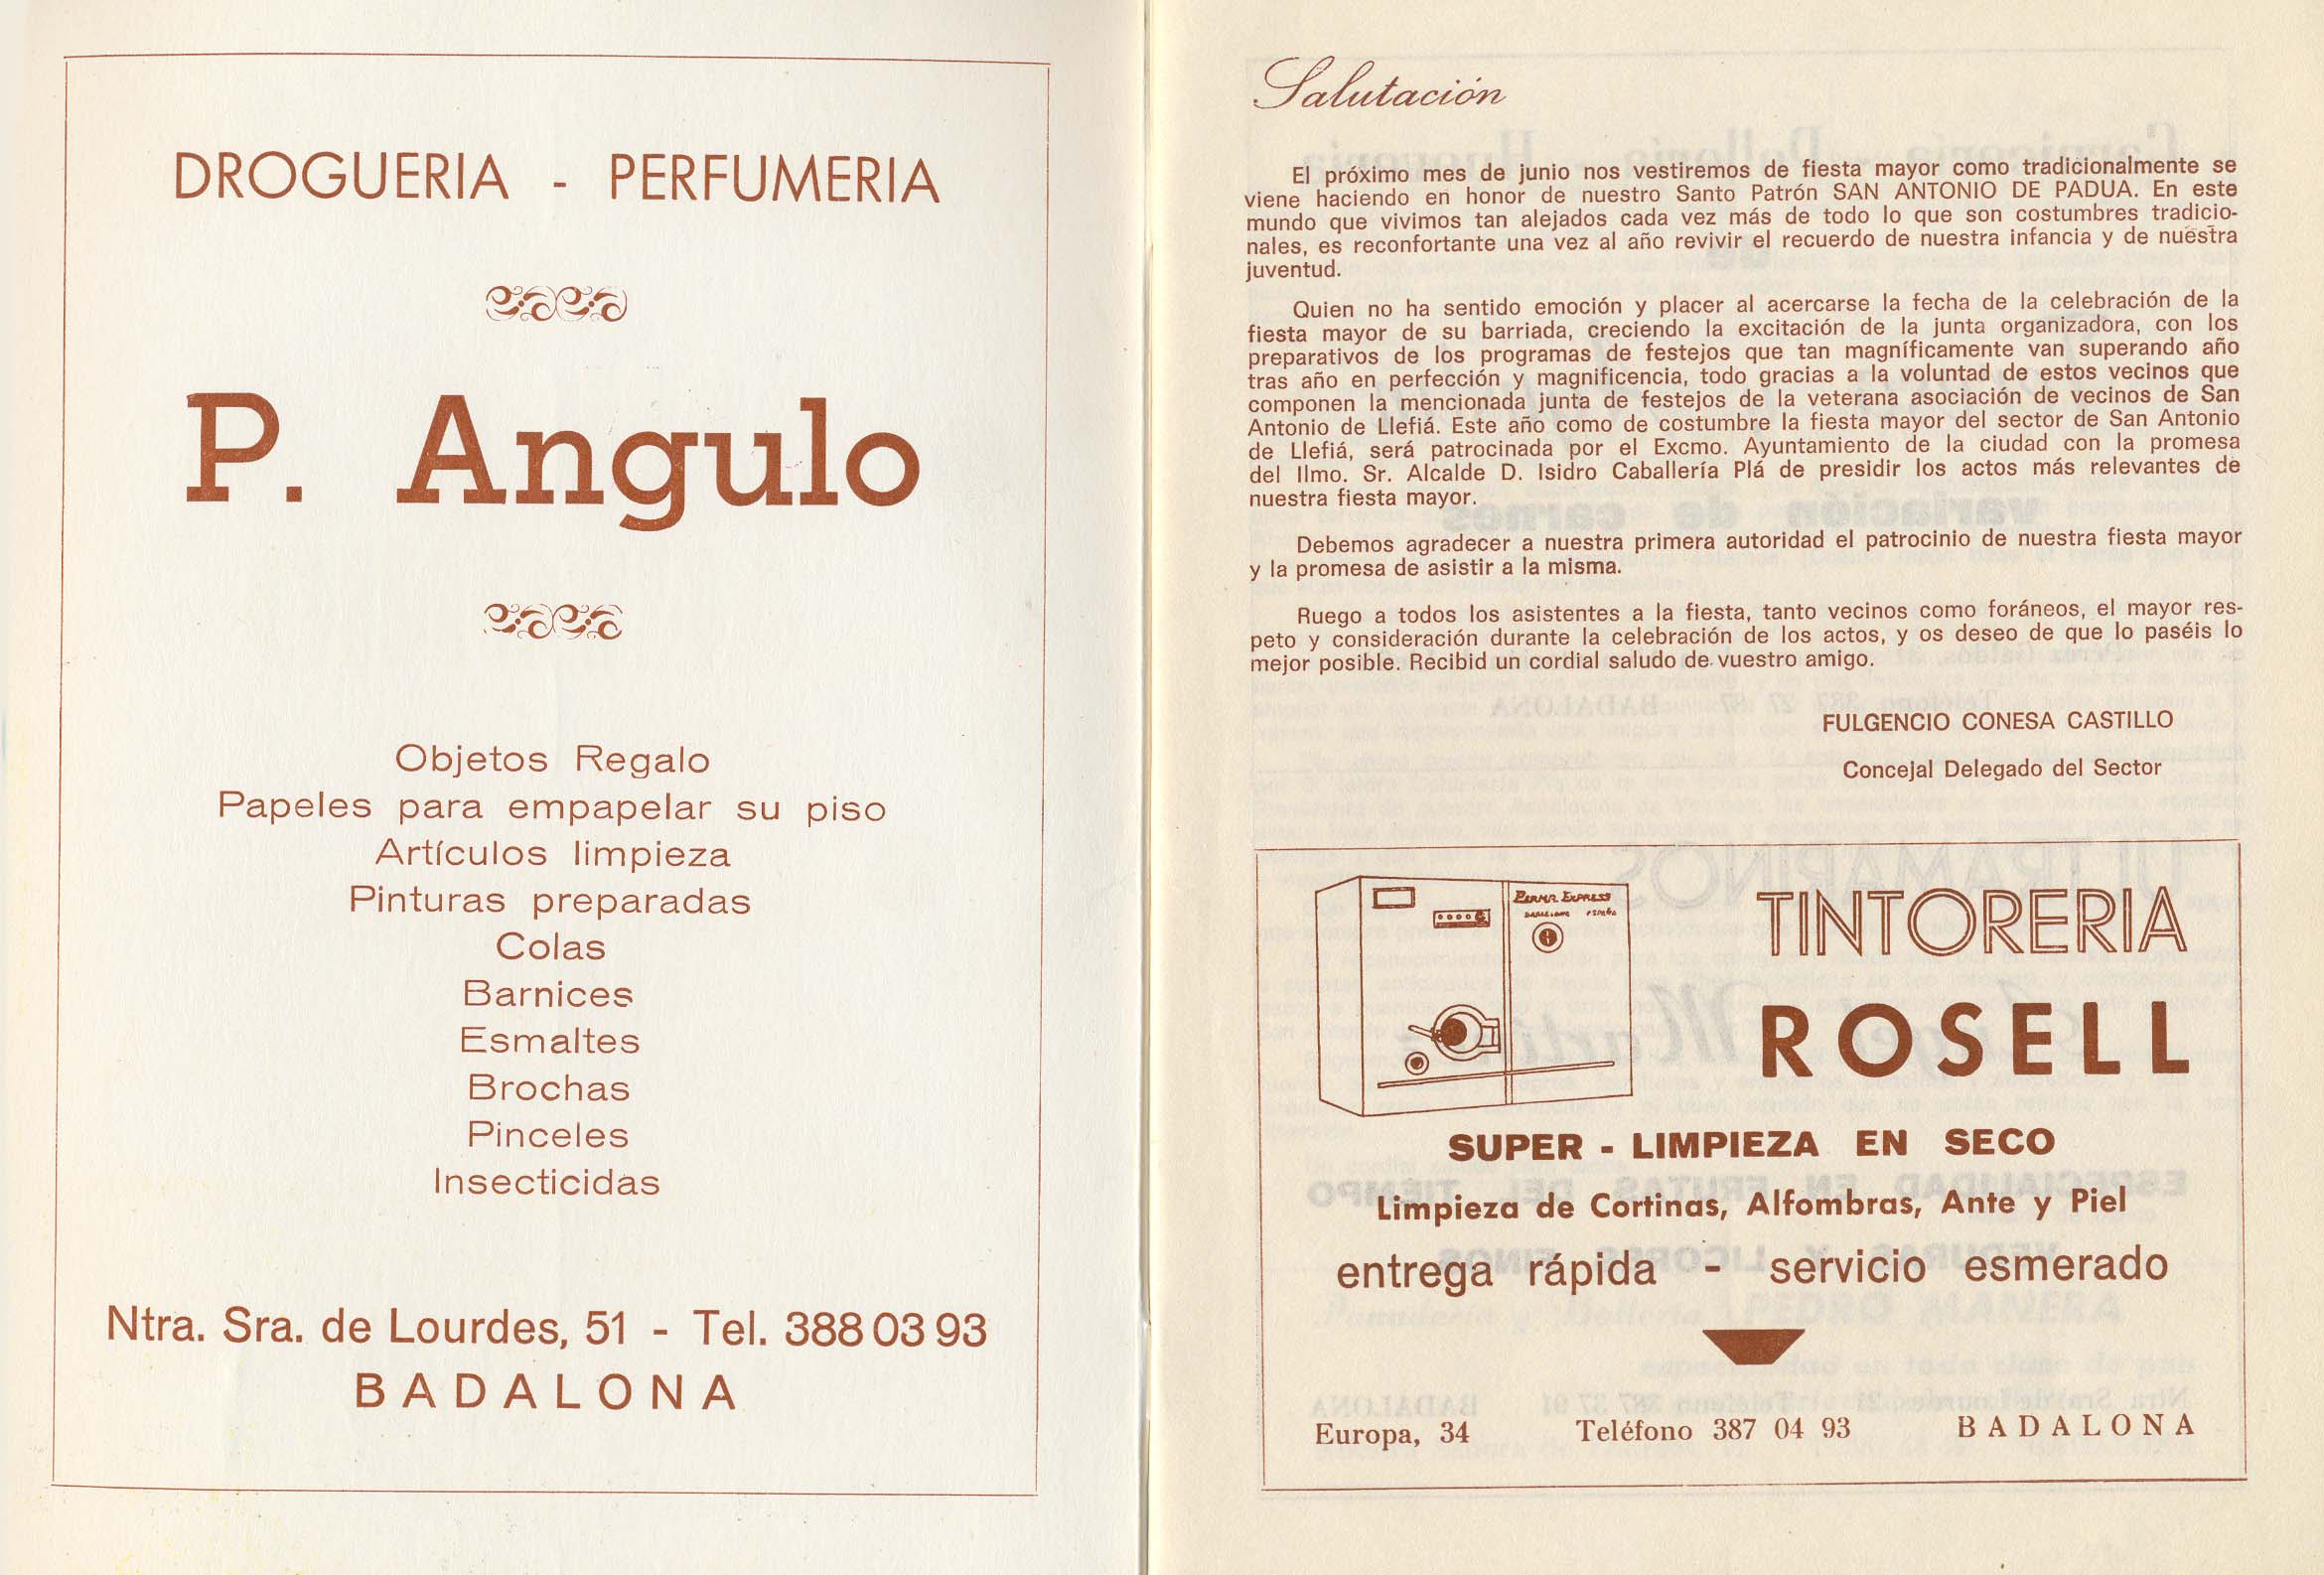 DROGUERIA - PERFUMERIA
P. Angulo
Objetos Regalo
Papeles para empapelar su piso
Artículos limpieza
Pinturas preparadas
Colas
Barnices
Esmaltes
Brochas
Pinceles
Insecticidas
Ntra. Sra. de Lourdes, 51 - Tel. 388 03 93
BADALONA
Salutación
El próximo mes de junio nos vestiremos de fiesta mayor como tradicionalmente se
viene haciendo en honor de nuestro Santo Patrón SAN ANTONIO DE PADUA. En este
mundo que vivimos tan alejados cada vez más de todo lo que son costumbres tradicio-
nales, es reconfortante una vez al año revivir el recuerdo de nuestra infancia y de nuestra
juventud.
Quien no ha sentido emoción y placer al acercarse la fecha de la celebración de la
fiesta mayor de su barriada, creciendo la excitación de la junta organizadora, con los
preparativos de los programas de festejos que tan magníficamente van superando año
tras año en perfección y magnificencia, todo gracias a la voluntad de estos vecinos que
componen la mencionada junta de festejos de la veterana asociación de vecinos de San
Antonio de Llefiá. Este año como de costumbre la fiesta mayor del sector de San Antonio
de Llefiá, será patrocinada por el Excmo. Ayuntamiento de la ciudad con la promesa
del Ilmo. Sr. Alcalde D. Isidro Caballería Plá de presidir los actos más relevantes de
nuestra fiesta mayor.
Debemos agradecer a nuestra primera autoridad el patrocinio de nuestra fiesta mayor
y la promesa de asistir a la misma.
Ruego a todos los asistentes a la fiesta, tanto vecinos como foráneos, el mayor res-
peto y consideración durante la celebración de los actos, y os deseo de que lo paséis lo
mejor posible. Recibid un cordial saludo de vuestro amigo.
FULGENCIO CONESA CASTILLO
Concejal Delegado del Sector
TINTORERIA
ROSELL
SUPER - LIMPIEZA EN SECO
Limpieza de Cortinas, Alfombras, Ante y Piel
entrega rápida - servicio esmerado
Europa, 34 Teléfono 387 04 93 BADALONA